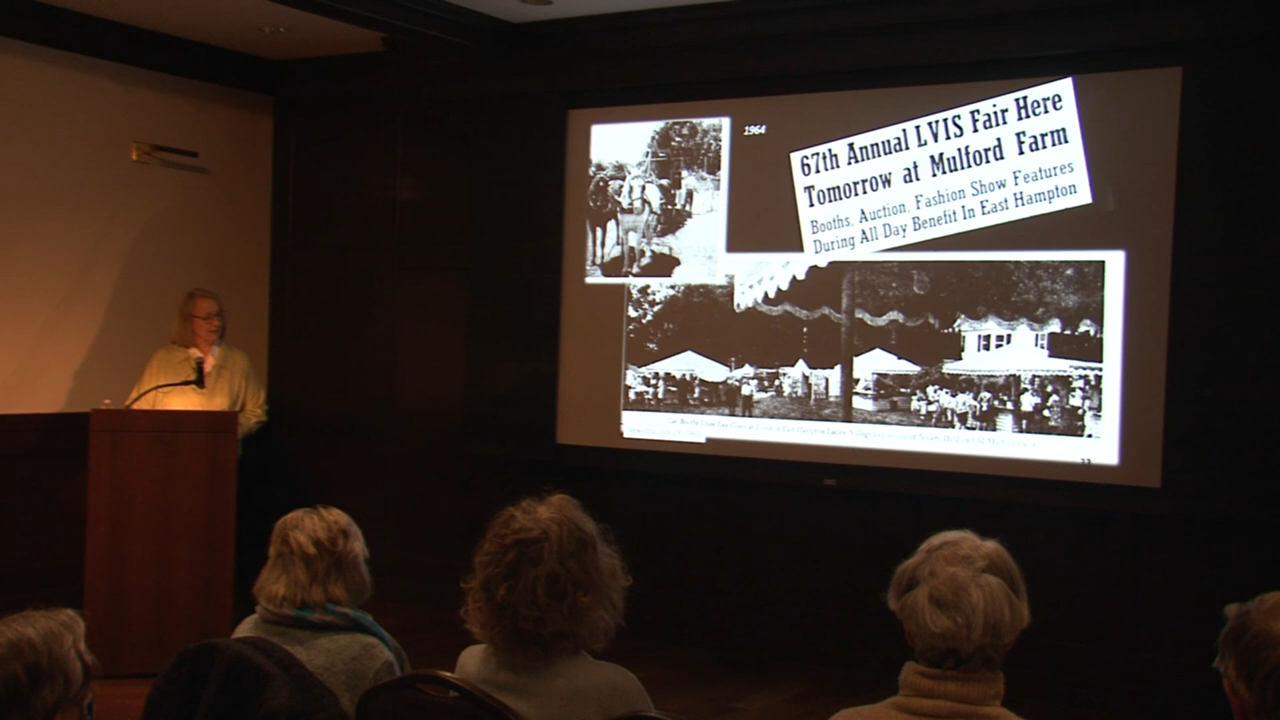 1964
67th Annual LVIS Fair Here
Tomorrow at Mulford Farm
Booths, Auction, Fashion Show Features
During All-Day Benefit In East Hampton